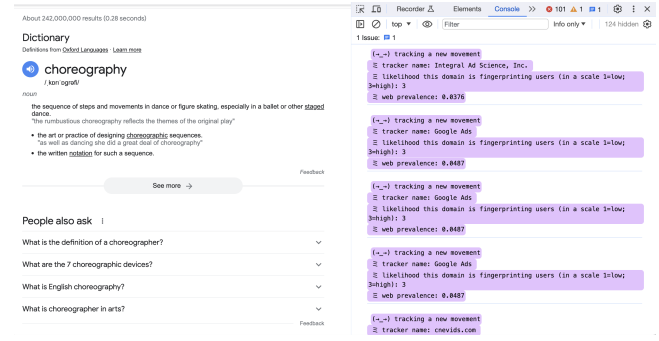 About 242,000,000 results (0.28 seconds)
Dictionary
Definitions from Oxford Languages · Learn more
choreography
noun
the sequence of steps and movements in dance or figure skating, especially in a ballet or other staged
dance.
"the rumbustious choreography reflects the themes of the original play"
• the art or practice of designing choreographic sequences.
"as well as dancing she did a great deal of choreography"
• the written notation for such a sequence.
Feedback
See more →
People also ask
What is the definition of a choreographer?
What are the 7 choreographic devices?
What is English choreography?
What is choreographer in arts?
Feedback
Recorder Elements Console >> 101 1 1
top ▼ Filter Info only ▼ 124 hidden
1 Issue: 1
(→_→) tracking a new movement
tracker name: Integral Ad Science, Inc.
likelihood this domain is fingerprinting users (in a scale 1=low;
3=high): 3
web prevalence: 0.0376
(→_→) tracking a new movement
tracker name: Google Ads
likelihood this domain is fingerprinting users (in a scale 1=low;
3=high): 3
web prevalence: 0.0487
(→_→) tracking a new movement
tracker name: Google Ads
likelihood this domain is fingerprinting users (in a scale 1=low;
3=high): 3
web prevalence: 0.0487
(→_→) tracking a new movement
tracker name: Google Ads
likelihood this domain is fingerprinting users (in a scale 1=low;
3=high): 3
web prevalence: 0.0487
(→_→) tracking a new movement
tracker name: cnevids.com